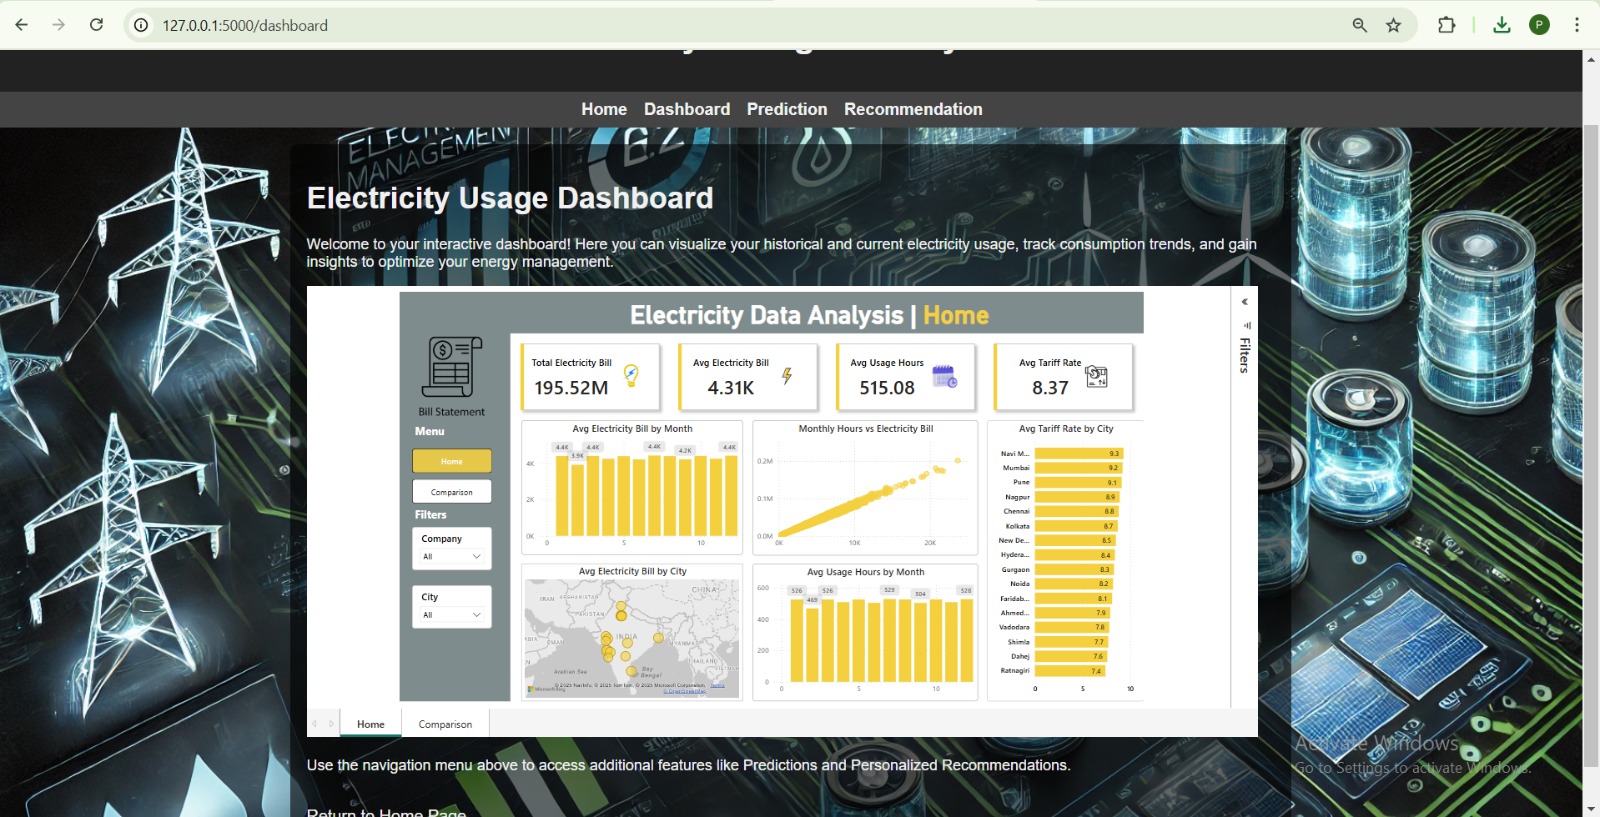 127.0.0.1:5000/dashboard
P
Home Dashboard Prediction Recommendation
MANAGEMENT
Electricity Usage Dashboard
Welcome to your interactive dashboard! Here you can visualize your historical and current electricity usage, track consumption trends, and gain
insights to optimize your energy management.
Electricity Data Analysis | Home
Filters
Bill Statement
Menu
Home
Comparison
Filters
Company
All
City
All
Total Electricity Bill
195.52M
Avg Electricity Bill
4.31K
Avg Usage Hours
515.08
Avg Tariff Rate
8.37
Avg Electricity Bill by Month
4.4K 3.9K 4.4K 4.4K 4.2K 4.4K
4K
2K
0K
0 5 10
Monthly Hours vs Electricity Bill
0.2M
0.1M
0.0M
0K 10K 20K
Avg Tariff Rate by City
Navi M... 9.3
Mumbai 9.2
Pune 9.1
Nagpur 8.9
Chennai 8.8
Kolkata 8.7
New De... 8.5
Hydera... 8.4
Gurgaon 8.3
Noida 8.2
Faridab... 8.1
Ahmed... 7.9
Vadodara 7.8
Shimla 7.7
Dahej 7.6
Ratnagiri 7.4
0 5 10
Avg Electricity Bill by City
CHINA
IRAN AFGHANISTAN
PAKISTAN
INDIA
MYANMAR
OMAN
THAILAND
Arabian Sea
Bay
Bengal
Avg Usage Hours by Month
526 469 526 529 504 528
600
400
200
0
0 5 10
Home Comparison
Use the navigation menu above to access additional features like Predictions and Personalized Recommendations.
Activate Windows
Go to Settings to activate Windows.
Return to Home Page